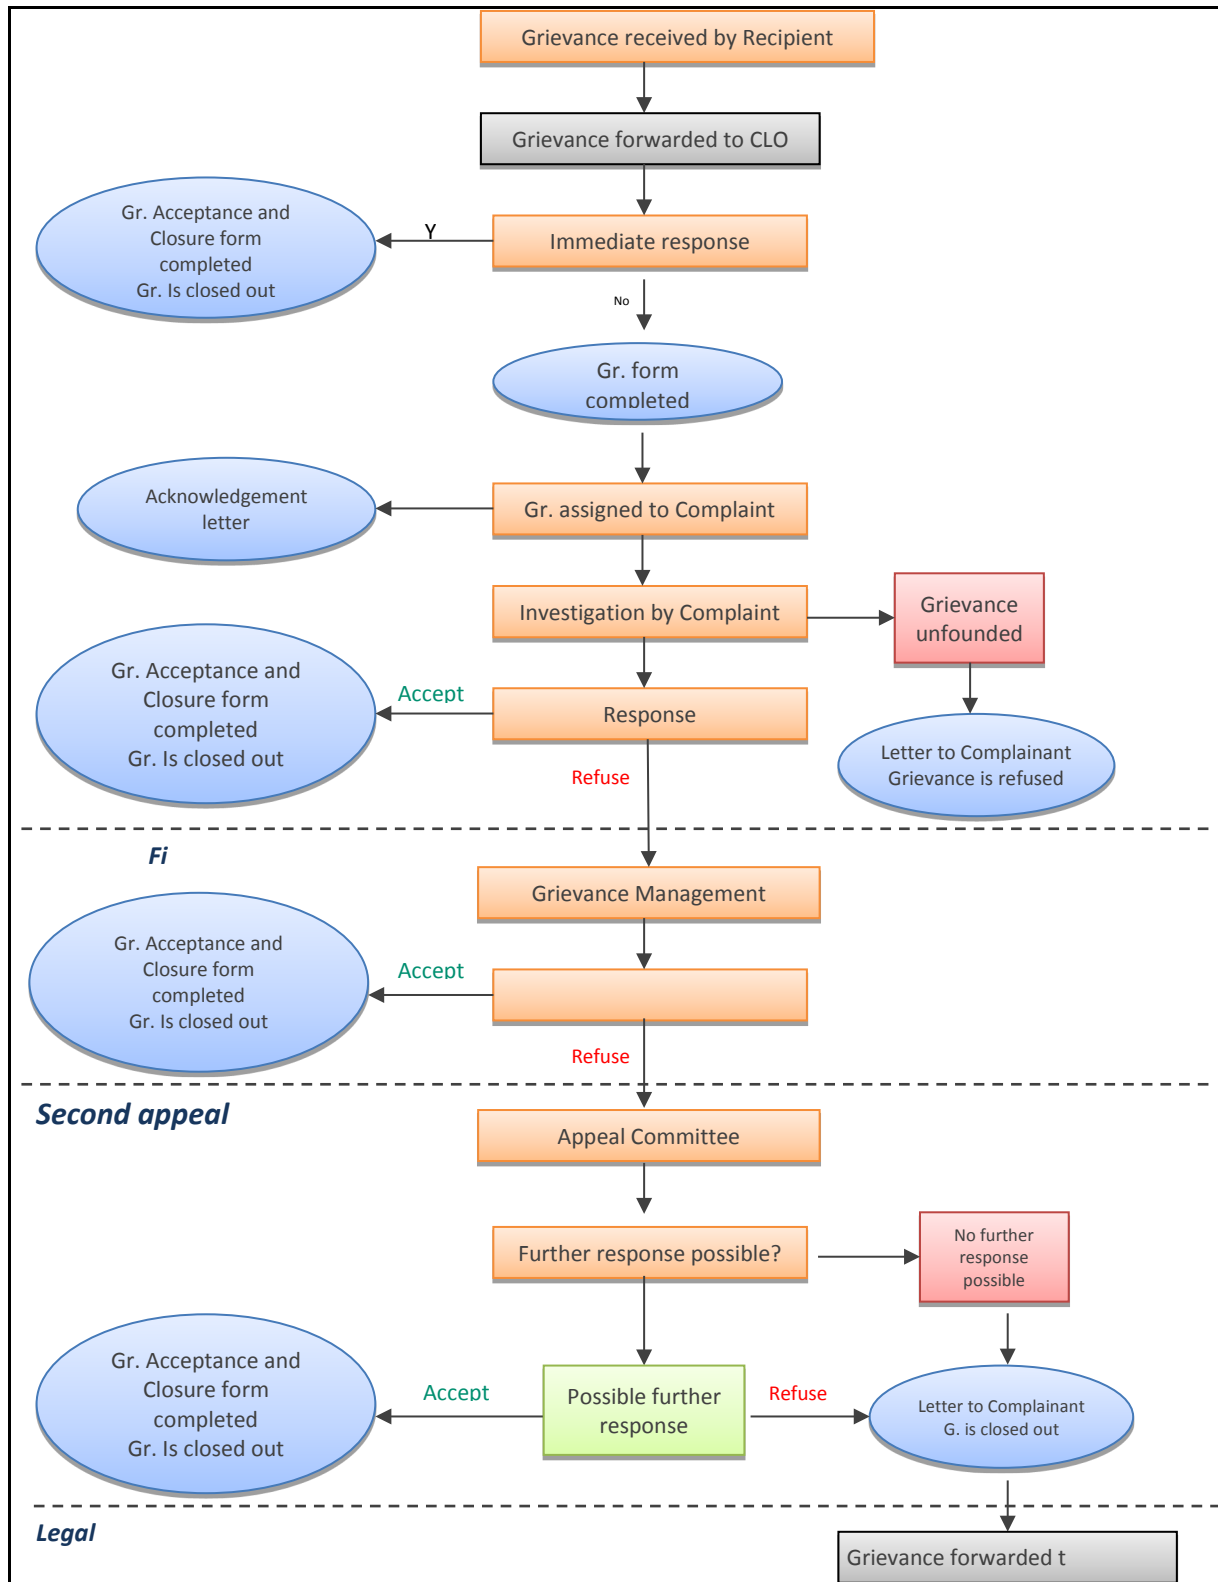 Grievance received by Recipient
Grievance forwarded to CLO
Gr. Acceptance and
Closure form
completed
Gr. Is closed out
Y
Immediate response
No
Gr. form
completed
Acknowledgement
letter
Gr. assigned to Complaint
Investigation by Complaint
Grievance
unfounded
Gr. Acceptance and
Closure form
completed
Gr. Is closed out
Accept
Response
Refuse
Letter to Complainant
Grievance is refused
Fi
Grievance Management
Gr. Acceptance and
Closure form
completed
Gr. Is closed out
Accept
Refuse
Second appeal
Appeal Committee
Further response possible?
No further
response
possible
Gr. Acceptance and
Closure form
completed
Gr. Is closed out
Accept
Possible further
response
Refuse
Letter to Complainant
G. is closed out
Legal
Grievance forwarded t